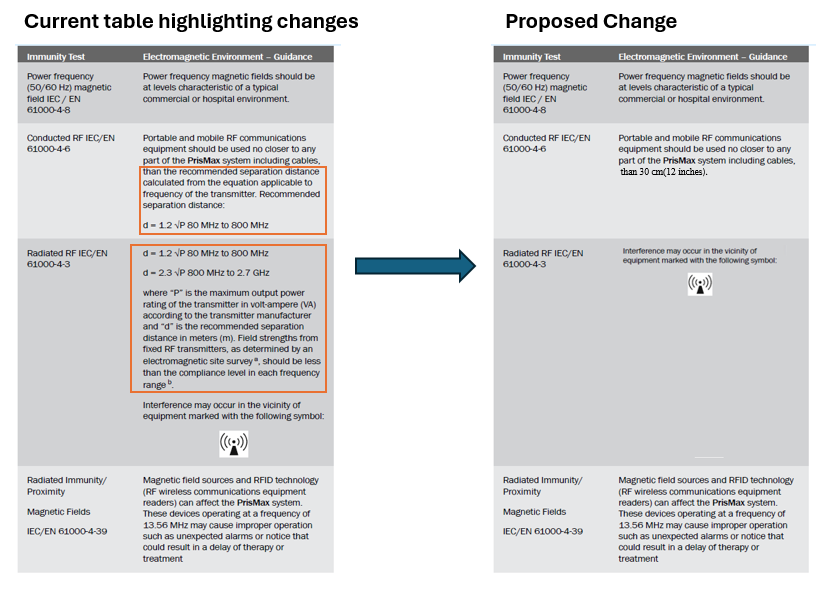 Current table highlighting changes
Immunity Test Electromagnetic Environment – Guidance
Power frequency
(50/60 Hz) magnetic
field IEC / EN
61000-4-8
Power frequency magnetic fields should be
at levels characteristic of a typical
commercial or hospital environment.
Conducted RF IEC/EN
61000-4-6
Portable and mobile RF communications
equipment should be used no closer to any
part of the PrisMax system including cables,
than the recommended separation distance
calculated from the equation applicable to
frequency of the transmitter. Recommended
separation distance:
d = 1.2 √P 80 MHz to 800 MHz
Radiated RF IEC/EN
61000-4-3
d = 1.2 √P 80 MHz to 800 MHz
d = 2.3 √P 800 MHz to 2.7 GHz
where “P” is the maximum output power
rating of the transmitter in volt-ampere (VA)
according to the transmitter manufacturer
and “d” is the recommended separation
distance in meters (m). Field strengths from
fixed RF transmitters, as determined by an
electromagnetic site survey a, should be less
than the compliance level in each frequency
range b.
Interference may occur in the vicinity of
equipment marked with the following symbol:
Radiated Immunity/
Proximity
Magnetic Fields
IEC/EN 61000-4-39
Magnetic field sources and RFID technology
(RF wireless communications equipment
readers) can affect the PrisMax system.
These devices operating at a frequency of
13.56 MHz may cause improper operation
such as unexpected alarms or notice that
could result in a delay of therapy or
treatment
Proposed Change
Immunity Test Electromagnetic Environment – Guidance
Power frequency
(50/60 Hz) magnetic
field IEC / EN
61000-4-8
Power frequency magnetic fields should be
at levels characteristic of a typical
commercial or hospital environment.
Conducted RF IEC/EN
61000-4-6
Portable and mobile RF communications
equipment should be used no closer to any
part of the PrisMax system including cables,
than 30 cm(12 inches).
Radiated RF IEC/EN
61000-4-3
Interference may occur in the vicinity of
equipment marked with the following symbol:
Radiated Immunity/
Proximity
Magnetic Fields
IEC/EN 61000-4-39
Magnetic field sources and RFID technology
(RF wireless communications equipment
readers) can affect the PrisMax system.
These devices operating at a frequency of
13.56 MHz may cause improper operation
such as unexpected alarms or notice that
could result in a delay of therapy or
treatment